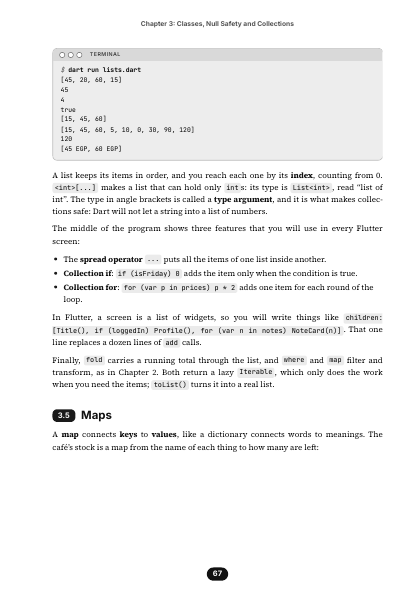 Chapter 3: Classes, Null Safety and Collections
TERMINAL
$ dart run lists.dart
[45, 20, 60, 15]
45
4
true
[15, 45, 60]
[15, 45, 60, 5, 10, 0, 30, 90, 120]
120
[45 EGP, 60 EGP]
A list keeps its items in order, and you reach each one by its index, counting from 0.
<int>[...] makes a list that can hold only ints: its type is List<int>, read “list of
int”. The type in angle brackets is called a type argument, and it is what makes collec-
tions safe: Dart will not let a string into a list of numbers.
The middle of the program shows three features that you will use in every Flutter
screen:
• The spread operator ... puts all the items of one list inside another.
• Collection if: if (isFriday) 0 adds the item only when the condition is true.
• Collection for: for (var p in prices) p * 2 adds one item for each round of the
loop.
In Flutter, a screen is a list of widgets, so you will write things like children:
[Title(), if (loggedIn) Profile(), for (var n in notes) NoteCard(n)]. That one
line replaces a dozen lines of add calls.
Finally, fold carries a running total through the list, and where and map filter and
transform, as in Chapter 2. Both return a lazy Iterable, which only does the work
when you need the items; toList() turns it into a real list.
3.5 Maps
A map connects keys to values, like a dictionary connects words to meanings. The
café’s stock is a map from the name of each thing to how many are left:
67